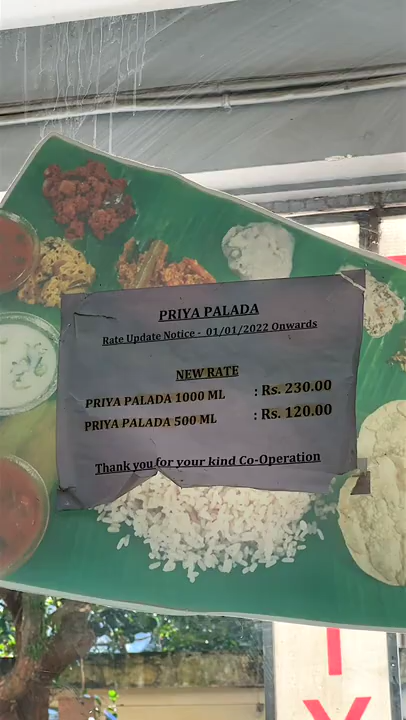 PRIYA PALADA
Rate Update Notice - 01/01/2022 Onwards
NEW RATE
PRIYA PALADA 1000 ML : Rs. 230.00
PRIYA PALADA 500 ML : Rs. 120.00
Thank you for your kind Co-Operation
T
Y